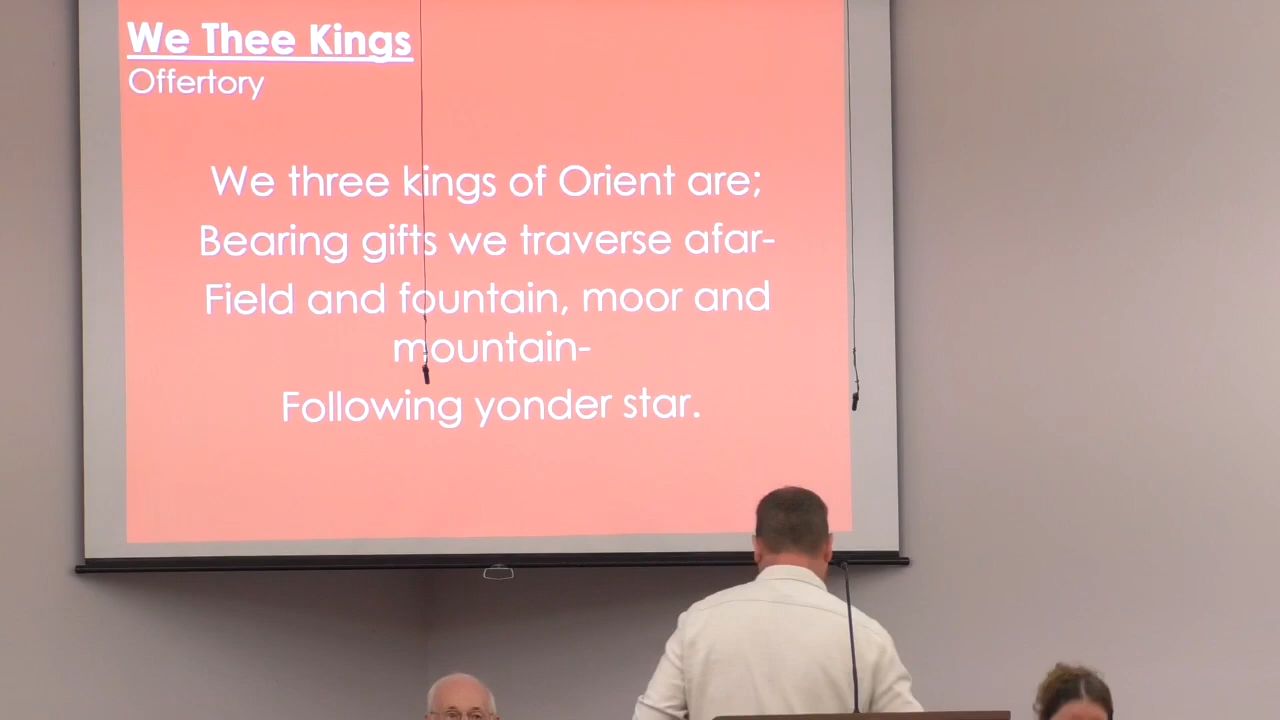 We Thee Kings
Offertory
We three kings of Orient are;
Bearing gifts we traverse afar-
Field and fountain, moor and
mountain-
Following yonder star.